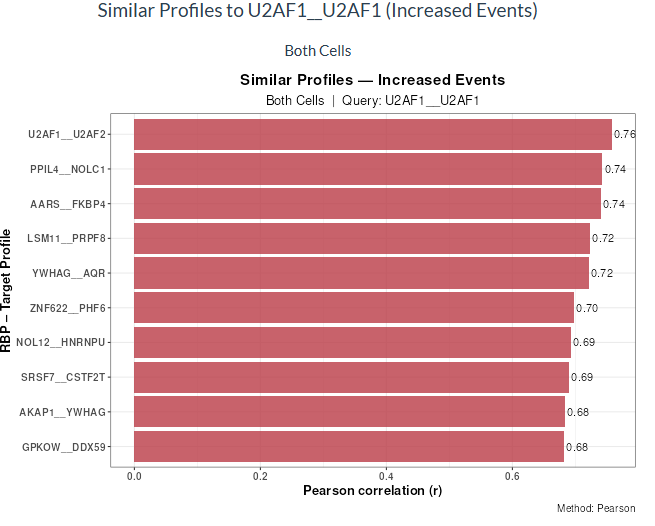 Similar Profiles to U2AF1__U2AF1 (Increased Events)
Both Cells
Similar Profiles — Increased Events
Both Cells | Query: U2AF1__U2AF1
RBP – Target Profile
U2AF1__U2AF2 0.76
PPIL4__NOLC1 0.74
AARS__FKBP4 0.74
LSM11__PRPF8 0.72
YWHAG__AQR 0.72
ZNF622__PHF6 0.70
NOL12__HNRNPU 0.69
SRSF7__CSTF2T 0.69
AKAP1__YWHAG 0.68
GPKOW__DDX59 0.68
0.0 0.2 0.4 0.6
Pearson correlation (r)
Method: Pearson